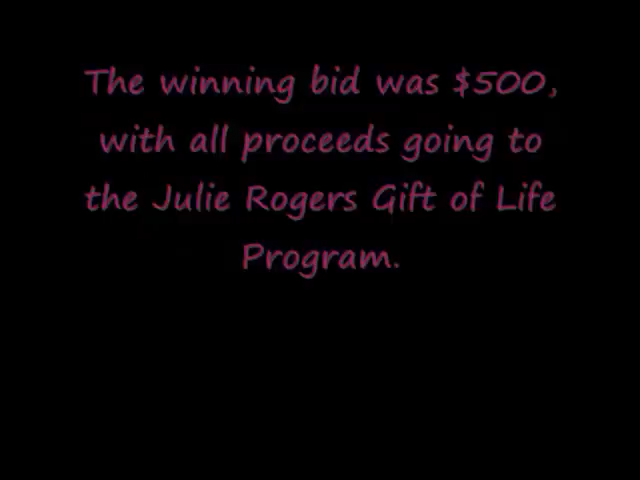 The winning bid was $500,
with all proceeds going to
the Julie Rogers Gift of Life
Program.